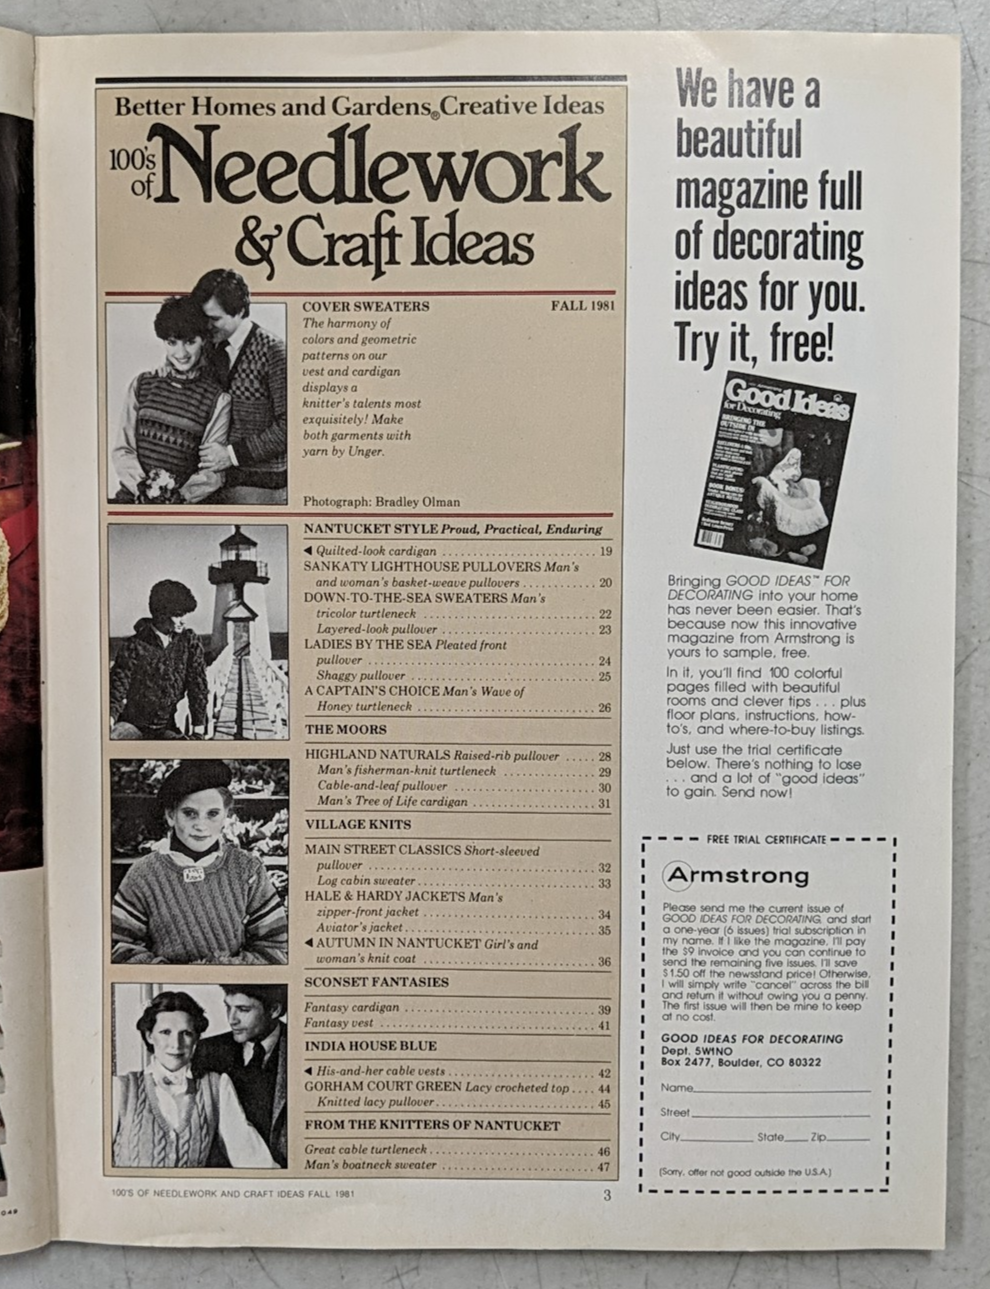 Better Homes and Gardens® Creative Ideas
100's of Needlework
& Craft Ideas
COVER SWEATERS FALL 1981
The harmony of
colors and geometric
patterns on our
vest and cardigan
displays a
knitter's talents most
exquisitely! Make
both garments with
yarn by Unger.
Photograph: Bradley Olman
NANTUCKET STYLE Proud, Practical, Enduring
◄ Quilted-look cardigan ........................ 19
SANKATY LIGHTHOUSE PULLOVERS Man's
and woman's basket-weave pullovers ........... 20
DOWN-TO-THE-SEA SWEATERS Man's
tricolor turtleneck ........................... 22
Layered-look pullover ........................ 23
LADIES BY THE SEA Pleated front
pullover .................................... 24
Shaggy pullover ............................. 25
A CAPTAIN'S CHOICE Man's Wave of
Honey turtleneck ............................ 26
THE MOORS
HIGHLAND NATURALS Raised-rib pullover ..... 28
Man's fisherman-knit turtleneck .............. 29
Cable-and-leaf pullover ...................... 30
Man's Tree of Life cardigan .................. 31
VILLAGE KNITS
MAIN STREET CLASSICS Short-sleeved
pullover .................................... 32
Log cabin sweater ........................... 33
HALE & HARDY JACKETS Man's
zipper-front jacket .......................... 34
Aviator's jacket ............................. 35
◄ AUTUMN IN NANTUCKET Girl's and
woman's knit coat ........................... 36
SCONSET FANTASIES
Fantasy cardigan ............................. 39
Fantasy vest ................................. 41
INDIA HOUSE BLUE
◄ His-and-her cable vests ...................... 42
GORHAM COURT GREEN Lacy crocheted top .... 44
Knitted lacy pullover ......................... 45
FROM THE KNITTERS OF NANTUCKET
Great cable turtleneck ......................... 46
Man's boatneck sweater ....................... 47
100'S OF NEEDLEWORK AND CRAFT IDEAS FALL 1981 3
We have a
beautiful
magazine full
of decorating
ideas for you.
Try it, free!
Good Ideas
for Decorating
BRINGING THE
OUTSIDE IN
Bringing GOOD IDEAS™ FOR
DECORATING into your home
has never been easier. That's
because now this innovative
magazine from Armstrong is
yours to sample, free.
In it, you'll find 100 colorful
pages filled with beautiful
rooms and clever tips . . . plus
floor plans, instructions, how-
to's, and where-to-buy listings.
Just use the trial certificate
below. There's nothing to lose
. . . and a lot of "good ideas"
to gain. Send now!
FREE TRIAL CERTIFICATE
Armstrong
Please send me the current issue of
GOOD IDEAS FOR DECORATING, and start
a one-year (6 issues) trial subscription in
my name. If I like the magazine, I'll pay
the $9 invoice and you can continue to
send the remaining five issues. I'll save
$1.50 off the newsstand price! Otherwise,
I will simply write "cancel" across the bill
and return it without owing you a penny.
The first issue will then be mine to keep
at no cost.
GOOD IDEAS FOR DECORATING
Dept. 5W1NO
Box 2477, Boulder, CO 80322
Name
Street
City State Zip
(Sorry, offer not good outside the U.S.A.)